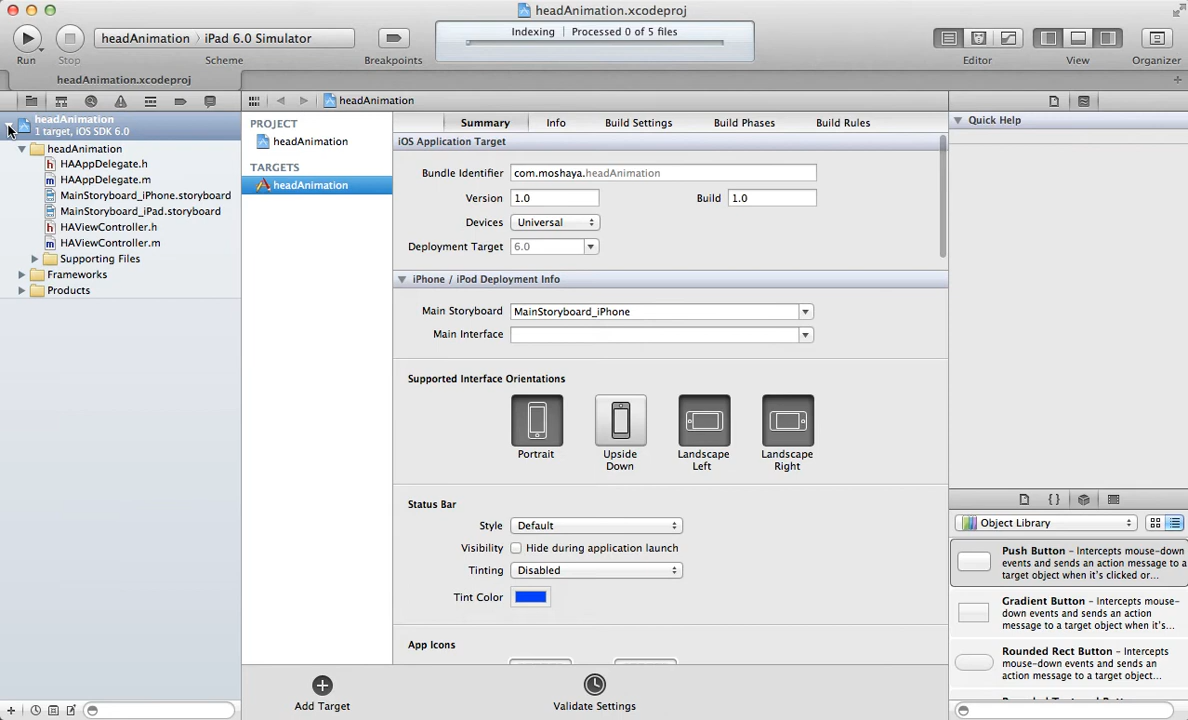 headAnimation.xcodeproj
Run
Stop
headAnimation > iPad 6.0 Simulator
Scheme
Breakpoints
Indexing | Processed 0 of 5 files
Editor
View
Organizer
headAnimation.xcodeproj
headAnimation
headAnimation
1 target, iOS SDK 6.0
headAnimation
HAAppDelegate.h
HAAppDelegate.m
MainStoryboard_iPhone.storyboard
MainStoryboard_iPad.storyboard
HAViewController.h
HAViewController.m
Supporting Files
Frameworks
Products
PROJECT
headAnimation
TARGETS
headAnimation
Summary
Info
Build Settings
Build Phases
Build Rules
iOS Application Target
Bundle Identifier com.moshaya.headAnimation
Version 1.0 Build 1.0
Devices Universal
Deployment Target 6.0
iPhone / iPod Deployment Info
Main Storyboard MainStoryboard_iPhone
Main Interface
Supported Interface Orientations
Portrait
Upside Down
Landscape Left
Landscape Right
Status Bar
Style Default
Visibility Hide during application launch
Tinting Disabled
Tint Color
App Icons
Add Target
Validate Settings
Quick Help
{ }
Object Library
Push Button – Intercepts mouse-down
events and sends an action message to a
target object when it's clicked or...
Gradient Button – Intercepts mouse-
down events and sends an action
message to a target object when it's...
Rounded Rect Button – Intercepts
mouse-down events and sends an
action message to a target object...